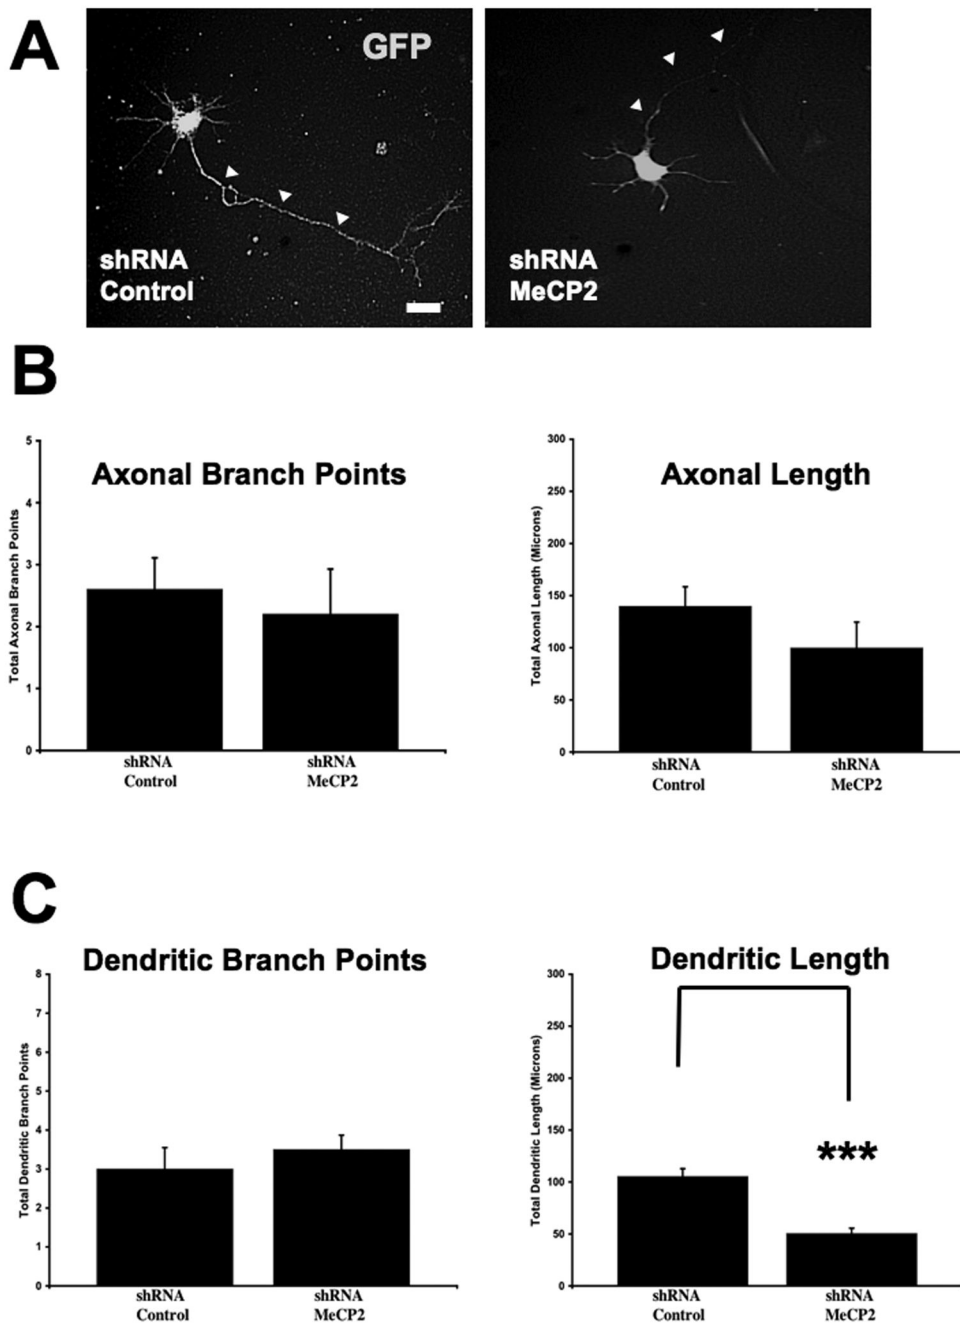 A
GFP
shRNA
Control
shRNA
MeCP2
B
Axonal Branch Points
Total Axonal Branch Points
5
4
3
2
1
0
shRNA
Control
shRNA
MeCP2
Axonal Length
Total Axonal Length (Microns)
300
250
200
150
100
50
0
shRNA
Control
shRNA
MeCP2
C
Dendritic Branch Points
Total Dendritic Branch Points
8
7
6
5
4
3
2
1
0
shRNA
Control
shRNA
MeCP2
Dendritic Length
Total Dendritic Length (Microns)
300
250
200
150
100
50
0
***
shRNA
Control
shRNA
MeCP2